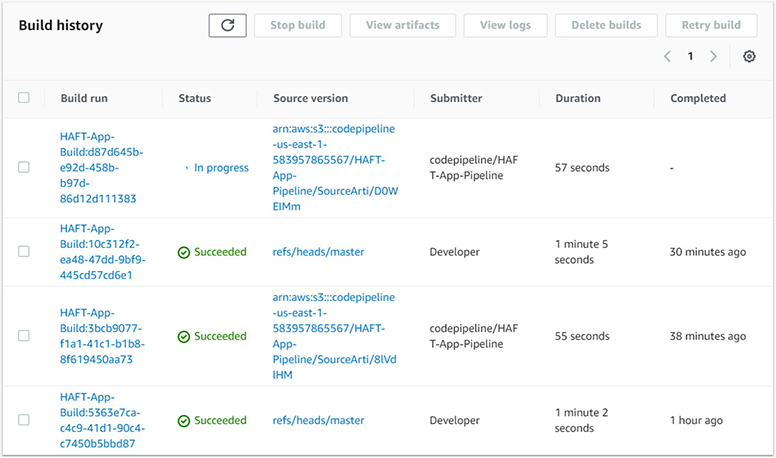 Build history
Stop build
View artifacts
View logs
Delete builds
Retry build
1
Build run
Status
Source version
Submitter
Duration
Completed
HAFT-App-
Build:d87d645b-
e92d-458b-
b97d-
86d12d111383
In progress
arn:aws:s3:::codepipeline
-us-east-1-
583957865567/HAFT-
App-
Pipeline/SourceArti/D0W
EIMm
codepipeline/HAF
T-App-Pipeline
57 seconds
-
HAFT-App-
Build:10c312f2-
ea48-47dd-9bf9-
445cd57cd6e1
Succeeded
refs/heads/master
Developer
1 minute 5
seconds
30 minutes ago
HAFT-App-
Build:3bcb9077-
f1a1-41c1-b1b8-
8f619450aa73
Succeeded
arn:aws:s3:::codepipeline
-us-east-1-
583957865567/HAFT-
App-
Pipeline/SourceArti/8lVd
lHM
codepipeline/HAF
T-App-Pipeline
55 seconds
38 minutes ago
HAFT-App-
Build:5363e7ca-
c4c9-41d1-90c4-
c7450b5bbd87
Succeeded
refs/heads/master
Developer
1 minute 2
seconds
1 hour ago